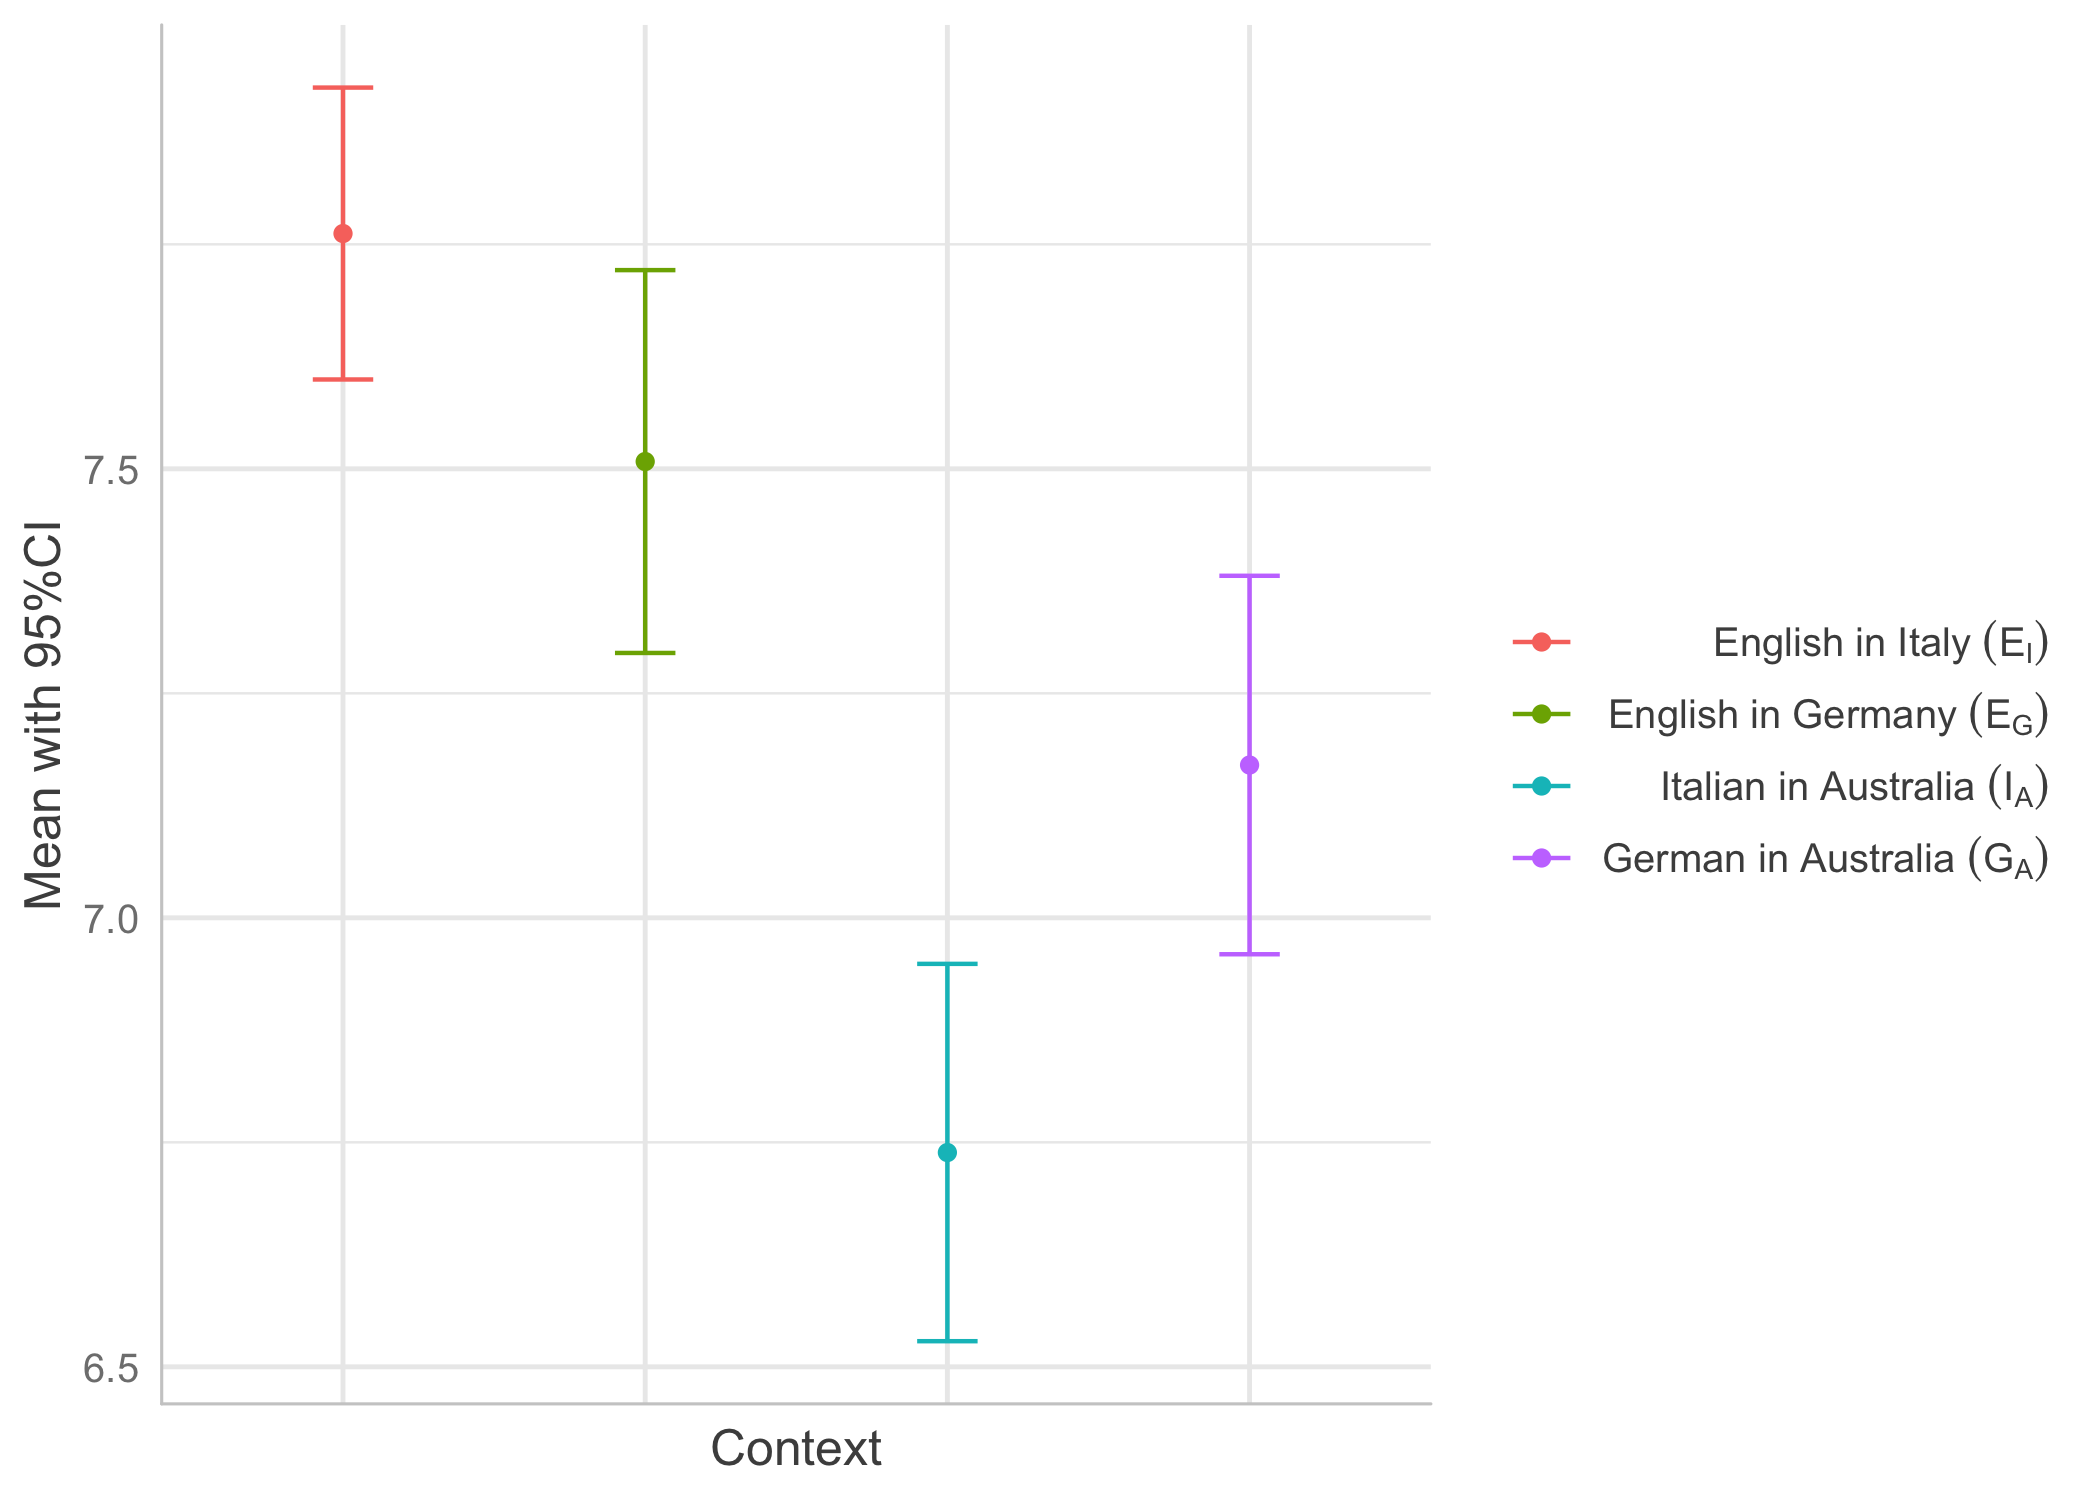 Mean with 95%CI
7.5
7.0
6.5
Context
English in Italy (E_I)
English in Germany (E_G)
Italian in Australia (I_A)
German in Australia (G_A)